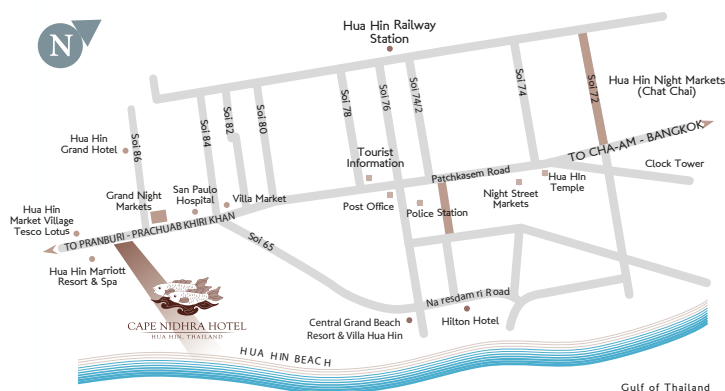 N
Hua Hin Railway
Station
Hua Hin Night Markets
(Chat Chai)
Soi 86
Soi 84
Soi 82
Soi 80
Soi 78
Soi 76
Soi 74/2
Soi 74
Soi 72
Hua Hin
Grand Hotel
TO CHA-AM - BANGKOK
Clock Tower
Tourist
Information
Patchkasem Road
Hua Hin
Temple
Grand Night
Markets
San Paulo
Hospital
Villa Market
Post Office
Police Station
Night Street
Markets
Hua Hin
Market Village
Tesco Lotus
TO PRANBURI - PRACHUAB KHIRI KHAN
Soi 65
Hua Hin Marriott
Resort & Spa
Na resdam ri Road
CAPE NIDHRA HOTEL
HUA HIN, THAILAND
Central Grand Beach
Resort & Villa Hua Hin
Hilton Hotel
HUA HIN BEACH
Gulf of Thailand